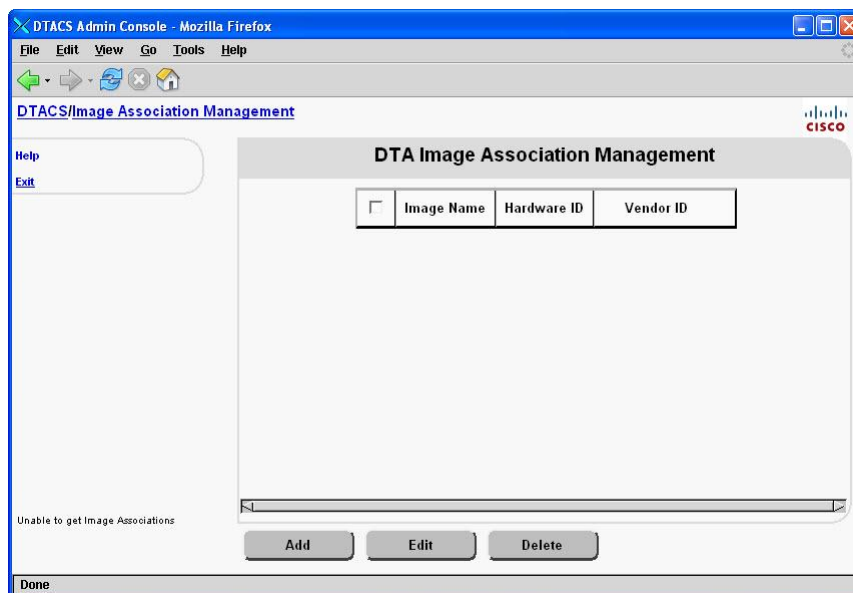 DTACS Admin Console - Mozilla Firefox
File Edit View Go Tools Help
DTACS/Image Association Management
CISCO
Help
Exit
DTA Image Association Management
Image Name Hardware ID Vendor ID
Unable to get Image Associations
Add Edit Delete
Done